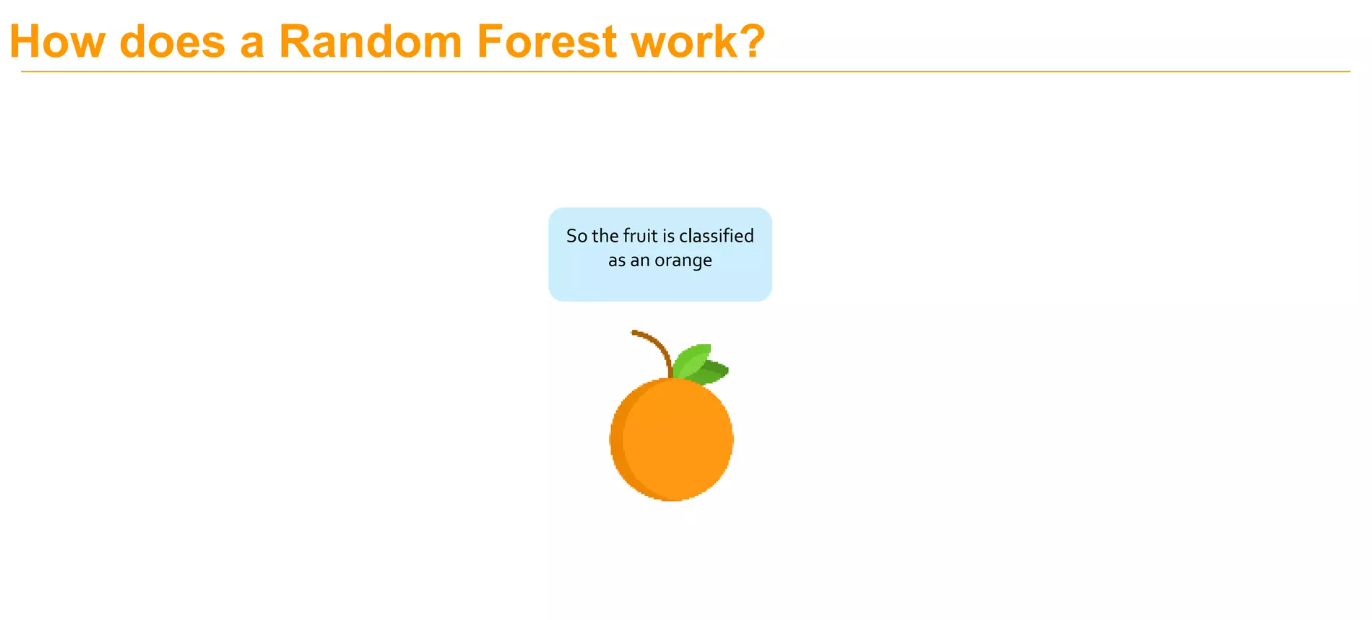 How does a Random Forest work?
So the fruit is classified
as an orange